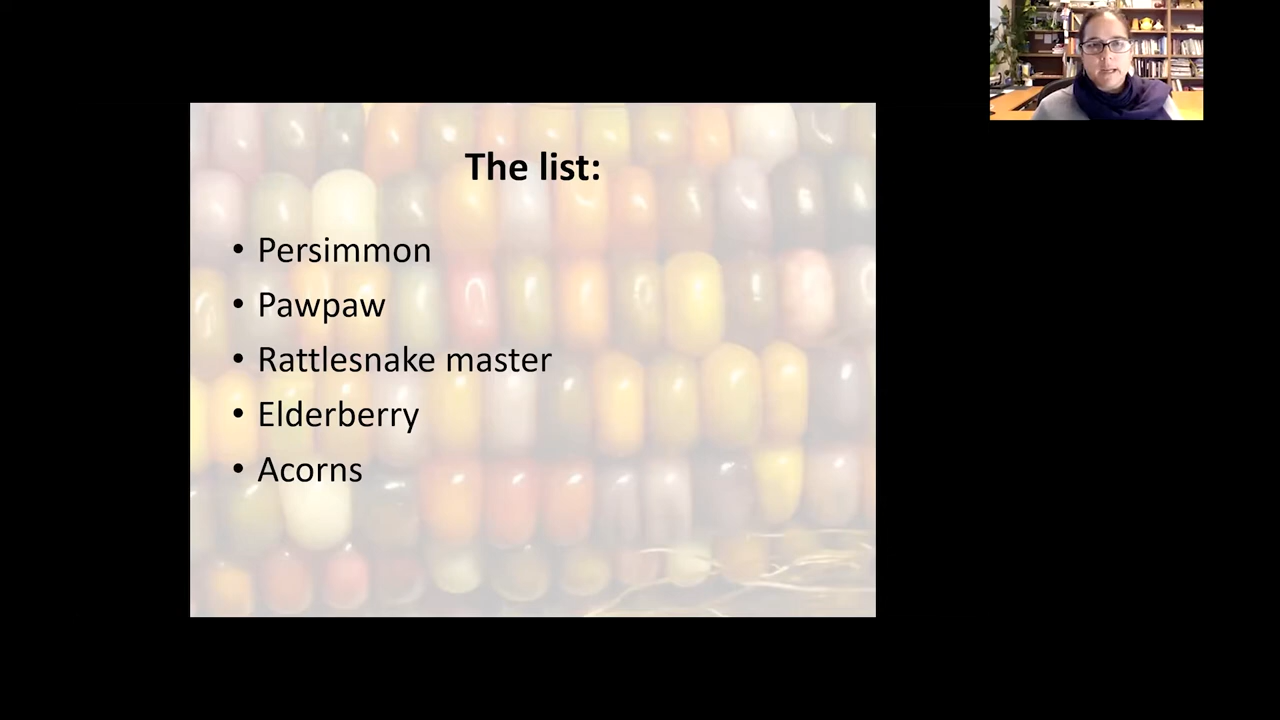 The list:
• Persimmon
• Pawpaw
• Rattlesnake master
• Elderberry
• Acorns